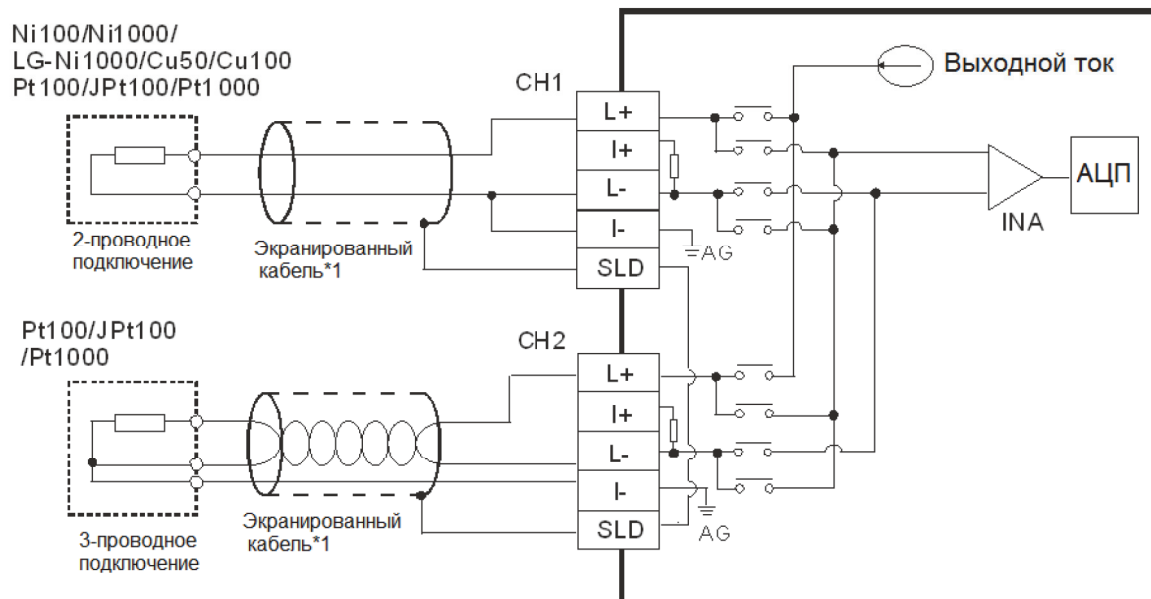 Ni100/Ni1000/
LG-Ni1000/Cu50/Cu100
Pt100/JPt100/Pt1000
2-проводное
подключение
Экранированный
кабель*1
CH1
L+
I+
L-
I-
SLD
AG
Выходной ток
INA
АЦП
Pt100/JPt100
/Pt1000
3-проводное
подключение
Экранированный
кабель*1
CH2
L+
I+
L-
I-
SLD
AG